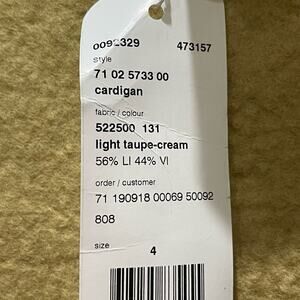 0092329 473157
style
71 02 5733 00
cardigan
fabric / colour
522500 131
light taupe-cream
56% LI 44% VI
order / customer
71 190918 00069 50092
808
size
4